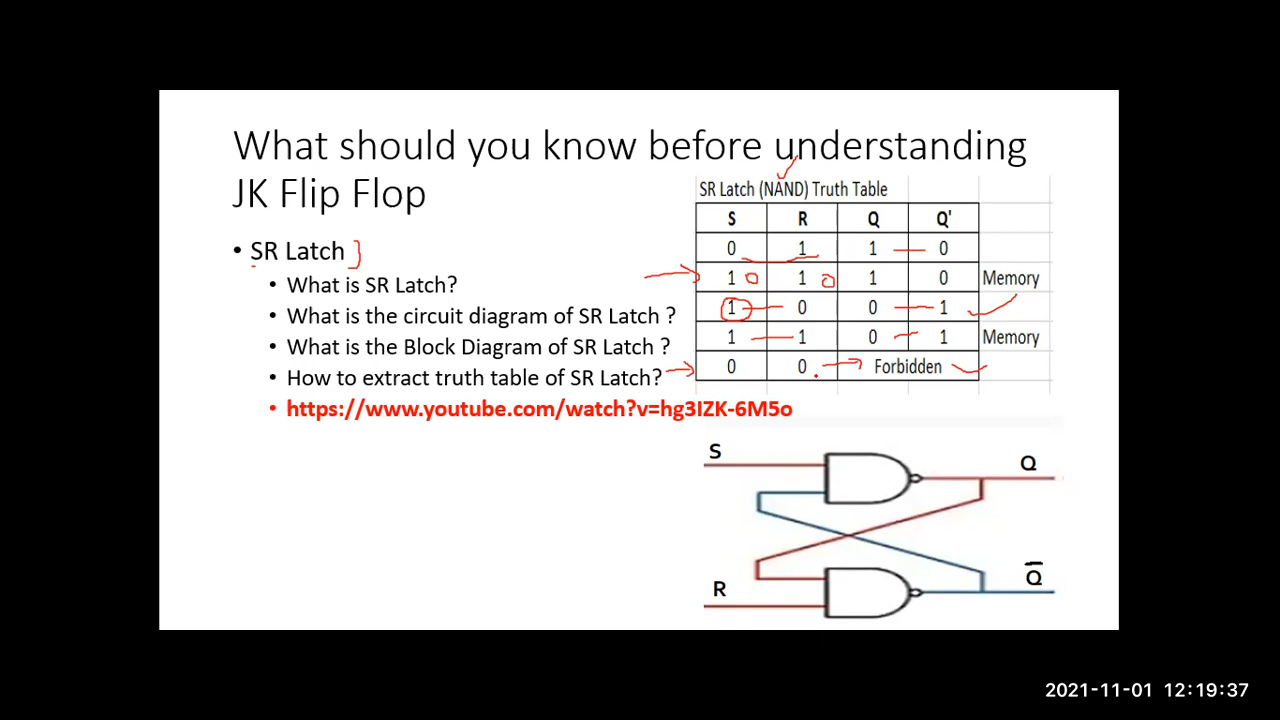 What should you know before understanding
JK Flip Flop
• SR Latch }
• What is SR Latch?
• What is the circuit diagram of SR Latch ?
• What is the Block Diagram of SR Latch ?
• How to extract truth table of SR Latch?
• https://www.youtube.com/watch?v=hg3IZK-6M5o
SR Latch (NAND) Truth Table
S R Q Q'
0 1 1 0
1 0 1 0 1 0 Memory
1 0 0 1
1 1 0 1 Memory
0 0 Forbidden
S
Q
R
Q̅
2021-11-01 12:19:37